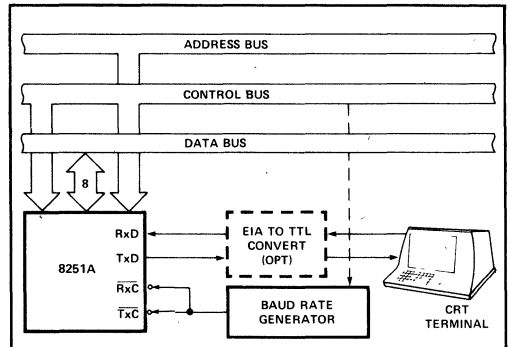 ADDRESS BUS
CONTROL BUS
DATA BUS
8
8251A
RxD
TxD
RxC
TxC
EIA TO TTL
CONVERT
(OPT)
BAUD RATE
GENERATOR
CRT
TERMINAL